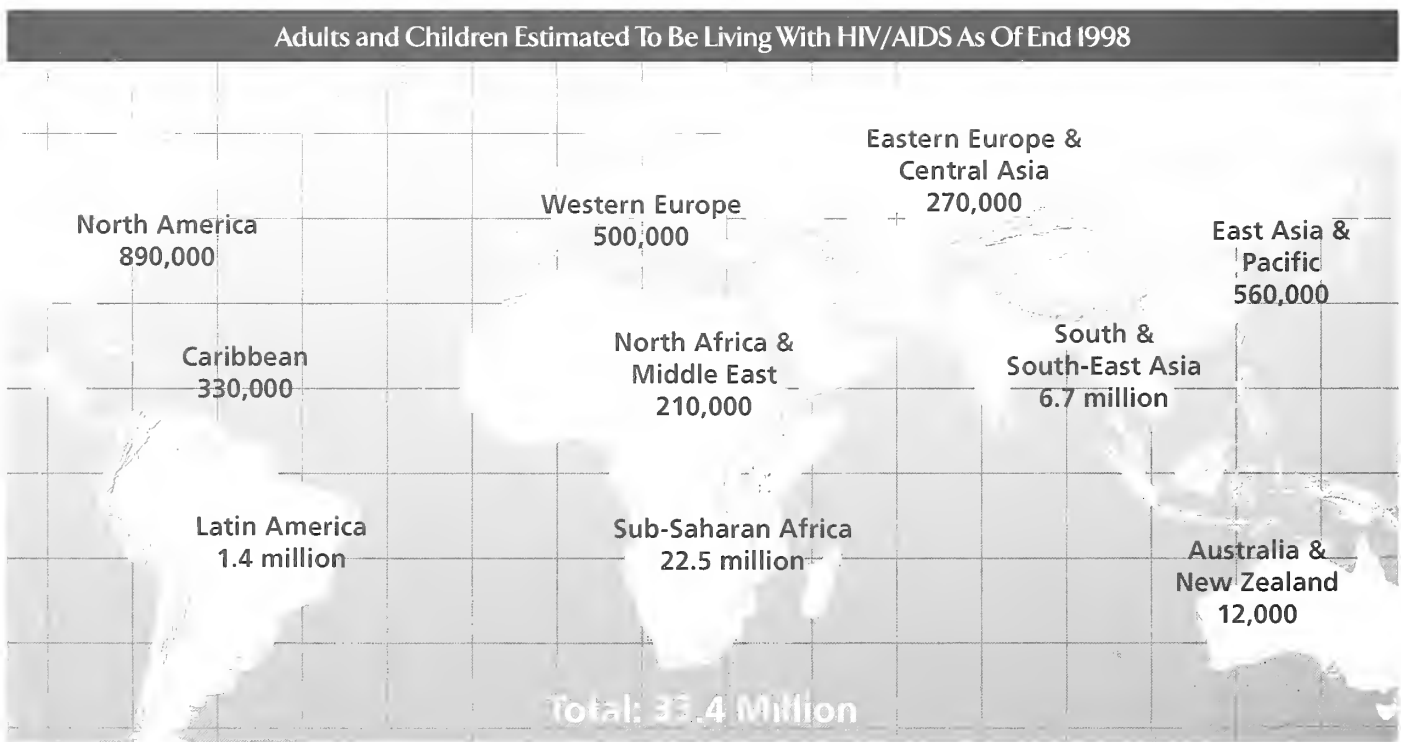 Adults and Children Estimated To Be Living With HIV/AIDS As Of End 1998
Eastern Europe &
Central Asia
270,000
Western Europe
500,000
North America
890,000
East Asia &
Pacific
560,000
South &
South-East Asia
6.7 million
North Africa &
Middle East
210,000
Caribbean
330,000
Latin America
1.4 million
Sub-Saharan Africa
22.5 million
Australia &
New Zealand
12,000
Total: 33.4 Million